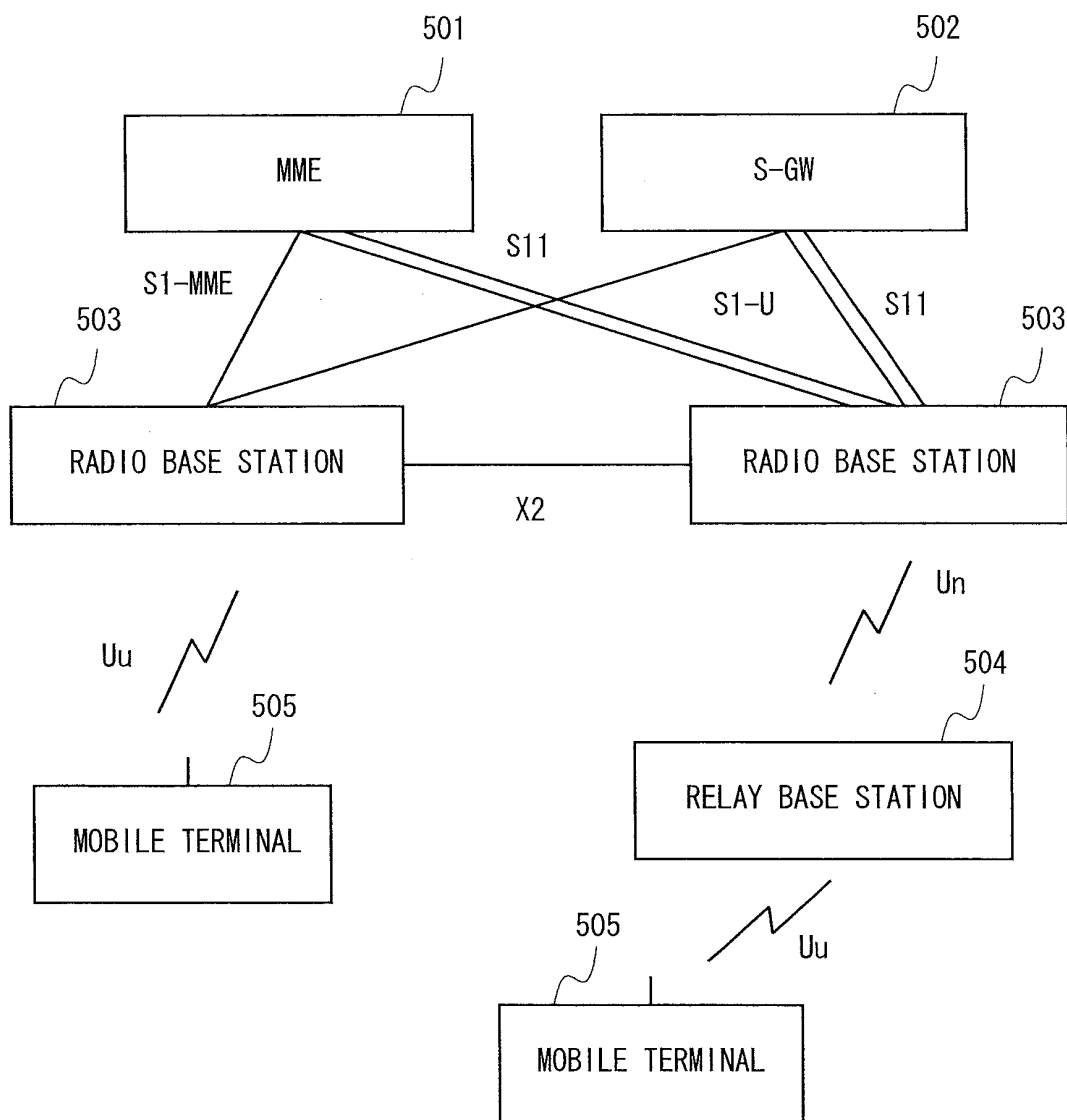 501
502
MME
S-GW
S11
S1-MME
S1-U
S11
503
503
RADIO BASE STATION
RADIO BASE STATION
X2
Un
Uu
504
505
RELAY BASE STATION
MOBILE TERMINAL
505
Uu
MOBILE TERMINAL